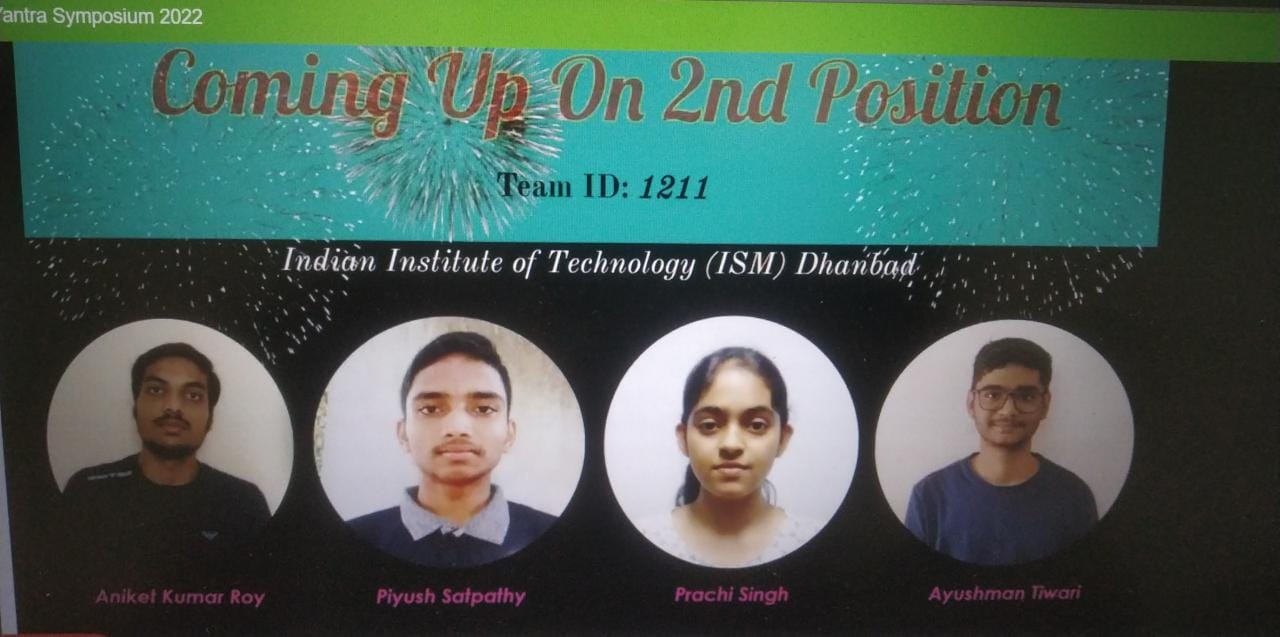 Yantra Symposium 2022
Coming Up On 2nd Position
Team ID: 1211
Indian Institute of Technology (ISM) Dhanbad
Aniket Kumar Roy
Piyush Satpathy
Prachi Singh
Ayushman Tiwari